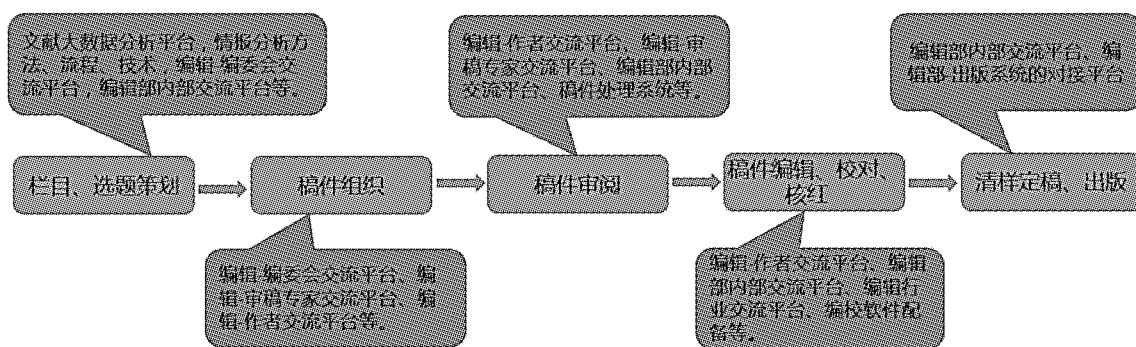 文献大数据分析平台，情报分析方
法、流程、技术，编辑-编委会交
流平台，编辑部内部交流平台等。
编辑-作者交流平台、编辑-审
稿专家交流平台、编辑部内部
交流平台、稿件处理系统等。
编辑部内部交流平台、编
辑部-出版系统的对接平台
栏目、选题策划
稿件组织
稿件审阅
稿件编辑、校对、
核红
清样定稿、出版
编辑-编委会交流平台、编
辑-审稿专家交流平台、编
辑-作者交流平台等。
编辑-作者交流平台、编辑
部内部交流平台、编辑行
业交流平台、编校软件配
备等。